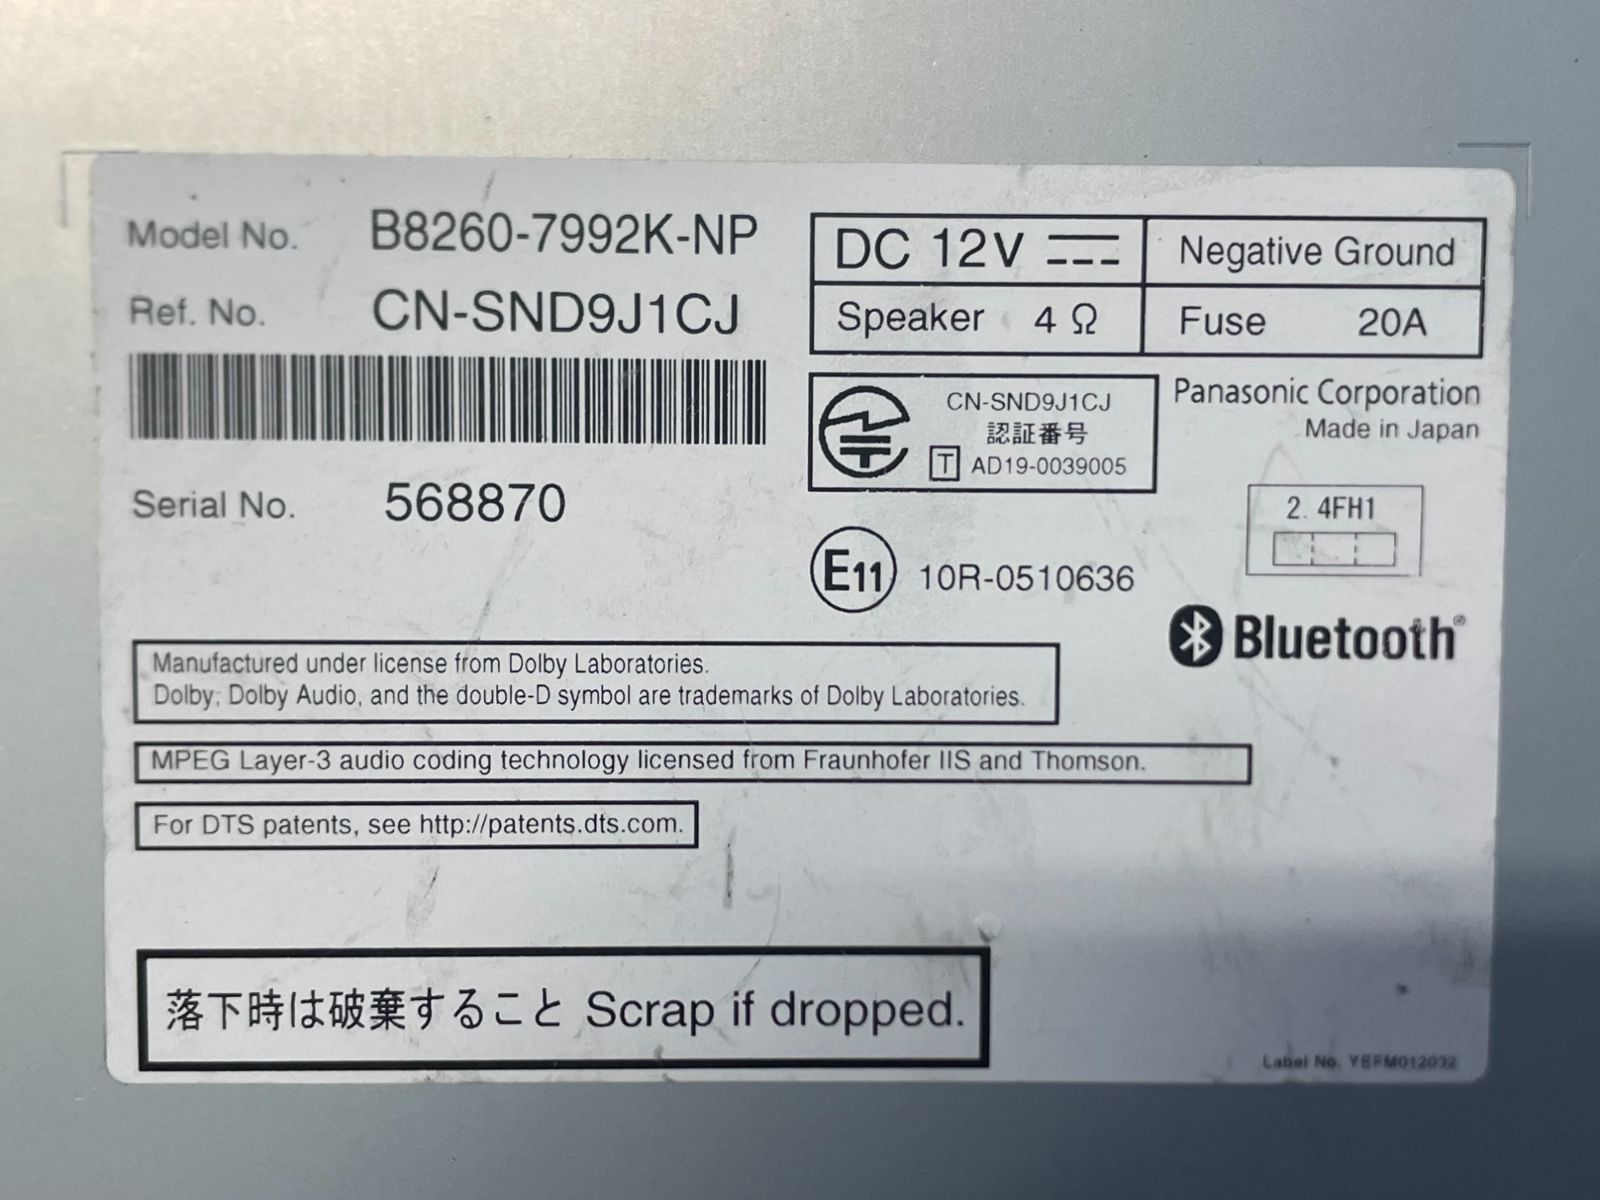 Model No. B8260-7992K-NP
Ref. No. CN-SND9J1CJ
Serial No. 568870
DC 12V
Negative Ground
Speaker 4 Ω
Fuse 20A
CN-SND9J1CJ
認証番号
T AD19-0039005
Panasonic Corporation
Made in Japan
2.4FH1
E11 10R-0510636
Bluetooth®
Manufactured under license from Dolby Laboratories.
Dolby, Dolby Audio, and the double-D symbol are trademarks of Dolby Laboratories.
MPEG Layer-3 audio coding technology licensed from Fraunhofer IIS and Thomson.
For DTS patents, see http://patents.dts.com.
落下時は破棄すること Scrap if dropped.
Label No. YEFM012032